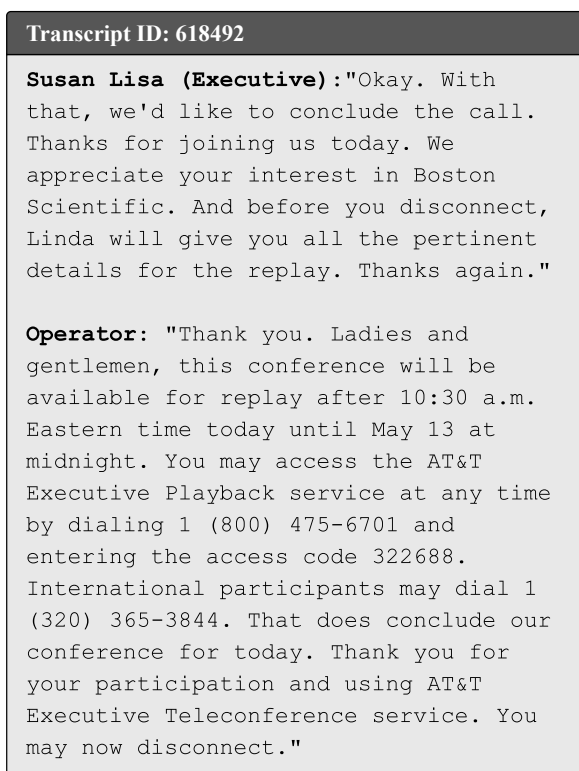 Transcript ID: 618492
Susan Lisa (Executive):"Okay. With
that, we'd like to conclude the call.
Thanks for joining us today. We
appreciate your interest in Boston
Scientific. And before you disconnect,
Linda will give you all the pertinent
details for the replay. Thanks again."
Operator: "Thank you. Ladies and
gentlemen, this conference will be
available for replay after 10:30 a.m.
Eastern time today until May 13 at
midnight. You may access the AT&T
Executive Playback service at any time
by dialing 1 (800) 475-6701 and
entering the access code 322688.
International participants may dial 1
(320) 365-3844. That does conclude our
conference for today. Thank you for
your participation and using AT&T
Executive Teleconference service. You
may now disconnect."